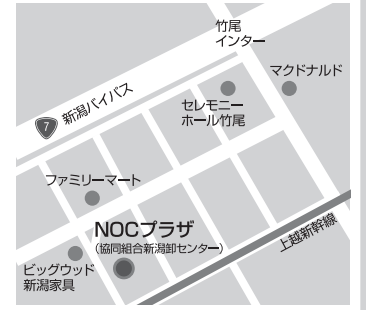 竹尾
インター
マクドナルド
セレモニー
ホール竹尾
新潟バイパス
7
ファミリーマート
NOCプラザ
(協同組合新潟卸センター)
上越新幹線
ビッグウッド
新潟家具